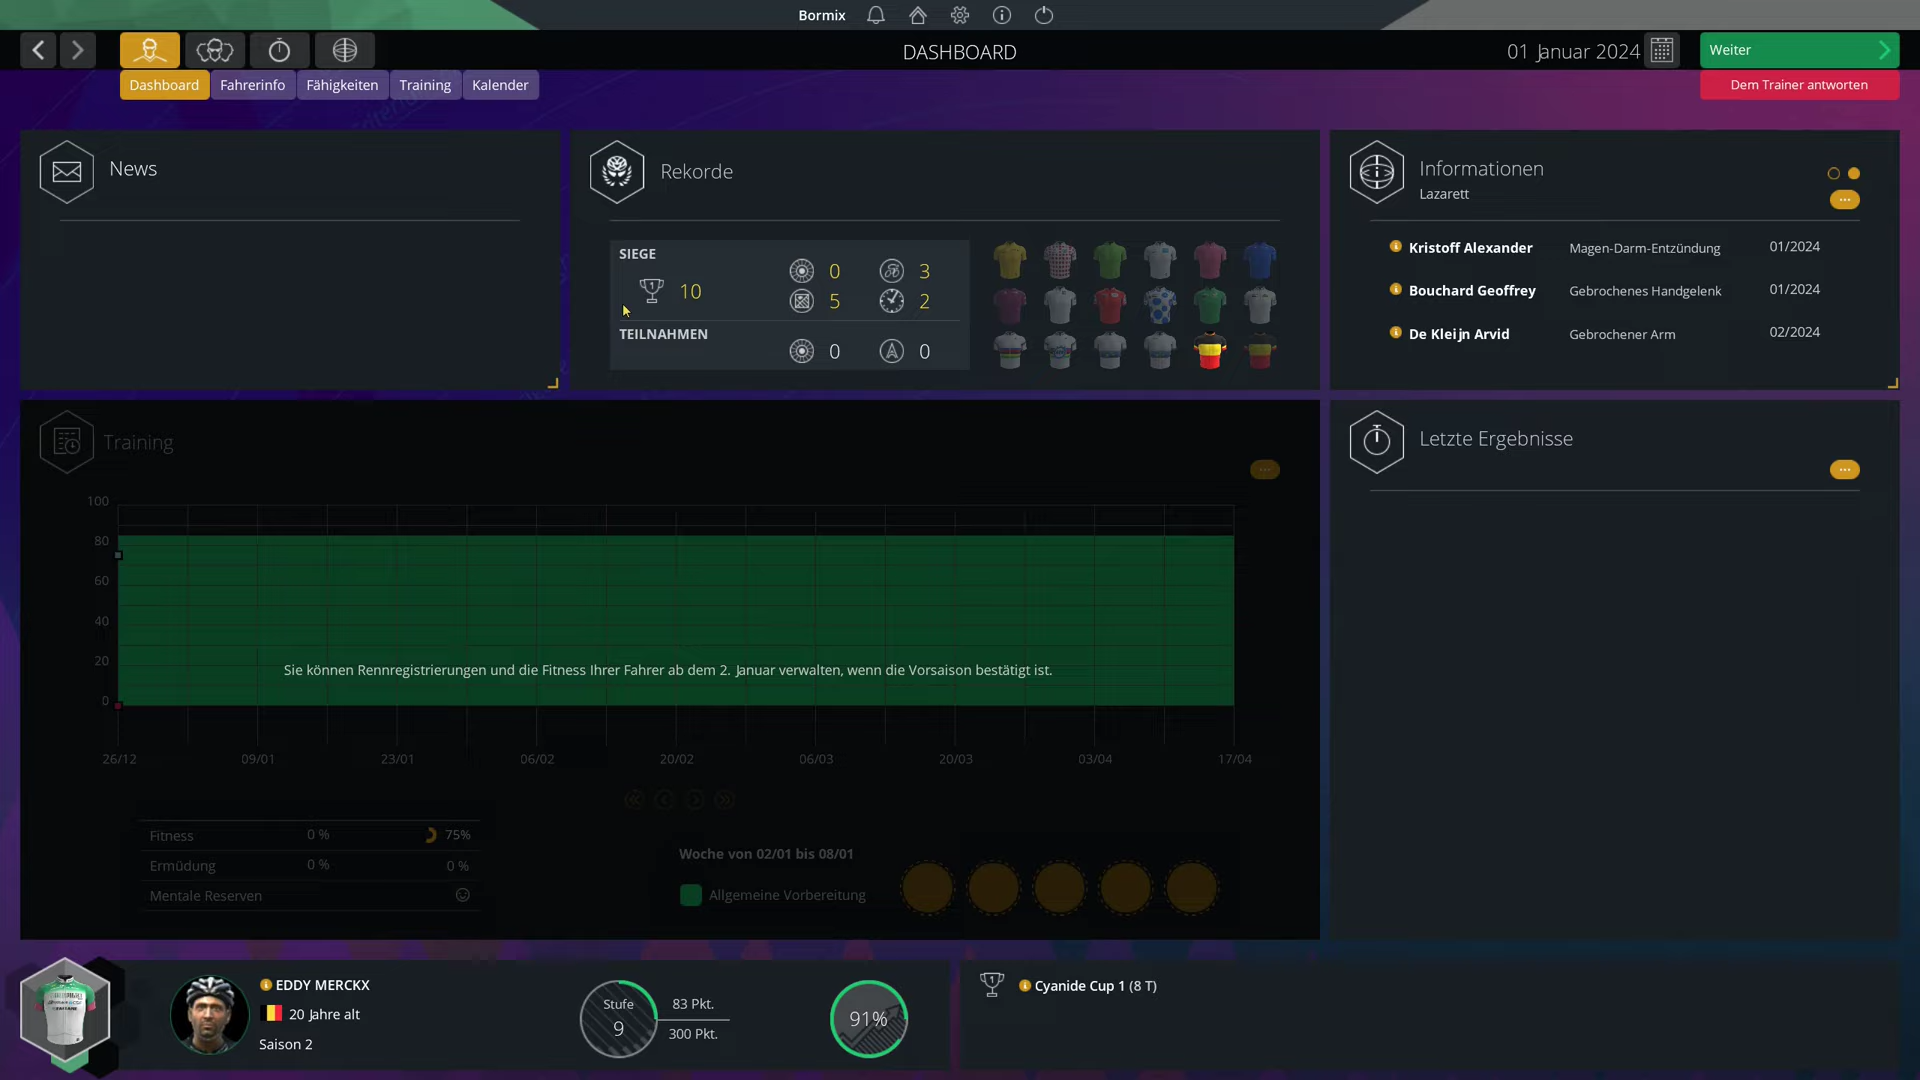 Bormix
DASHBOARD
01 Januar 2024
Weiter
Dashboard
Fahrerinfo
Fähigkeiten
Training
Kalender
Dem Trainer antworten
News
Rekorde
SIEGE
10
0
3
5
2
TEILNAHMEN
0
0
Informationen
Lazarett
Kristoff Alexander Magen-Darm-Entzündung 01/2024
Bouchard Geoffrey Gebrochenes Handgelenk 01/2024
De Kleijn Arvid Gebrochener Arm 02/2024
Training
100
80
60
40
20
0
Sie können Rennregistrierungen und die Fitness Ihrer Fahrer ab dem 2. Januar verwalten, wenn die Vorsaison bestätigt ist.
26/12 09/01 23/01 06/02 20/02 06/03 20/03 03/04 17/04
Fitness 0 % 75%
Ermüdung 0 % 0 %
Mentale Reserven
Woche von 02/01 bis 08/01
Allgemeine Vorbereitung
Letzte Ergebnisse
EDDY MERCKX
20 Jahre alt
Saison 2
Stufe
9
83 Pkt.
300 Pkt.
91%
Cyanide Cup 1 (8 T)